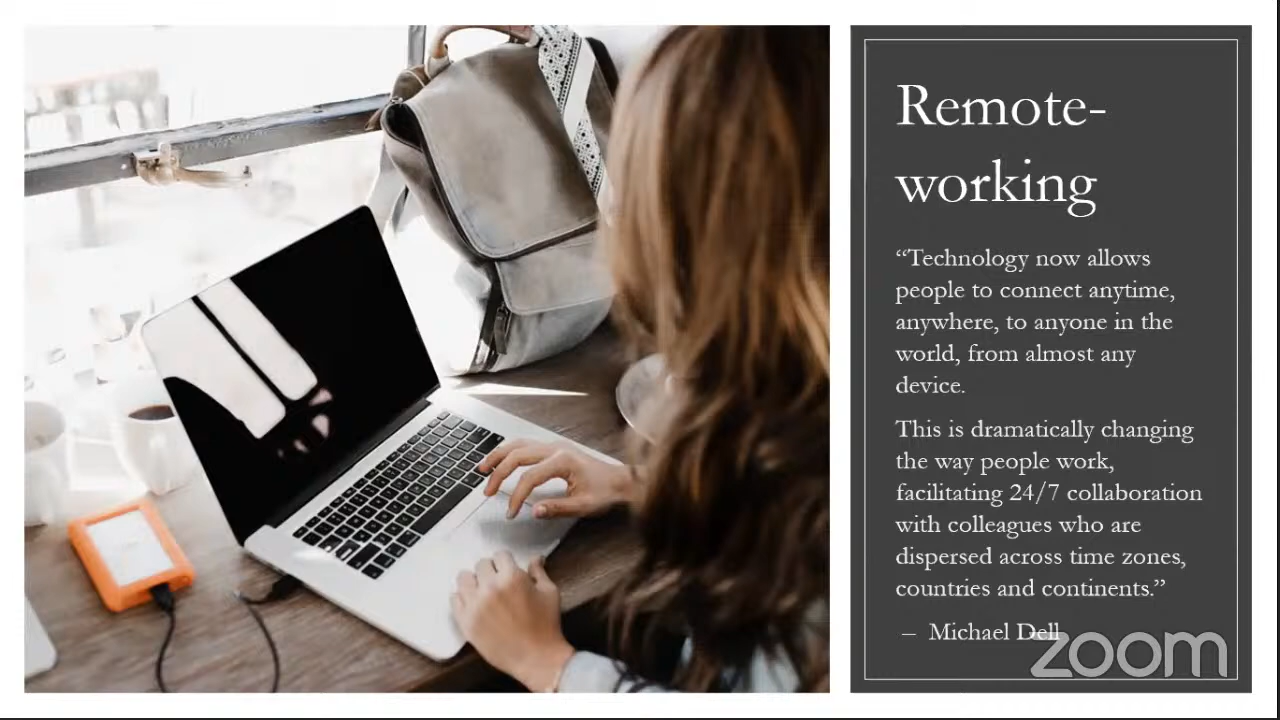 Remote-
working
“Technology now allows
people to connect anytime,
anywhere, to anyone in the
world, from almost any
device.
This is dramatically changing
the way people work,
facilitating 24/7 collaboration
with colleagues who are
dispersed across time zones,
countries and continents.”
– Michael Dell
zoom